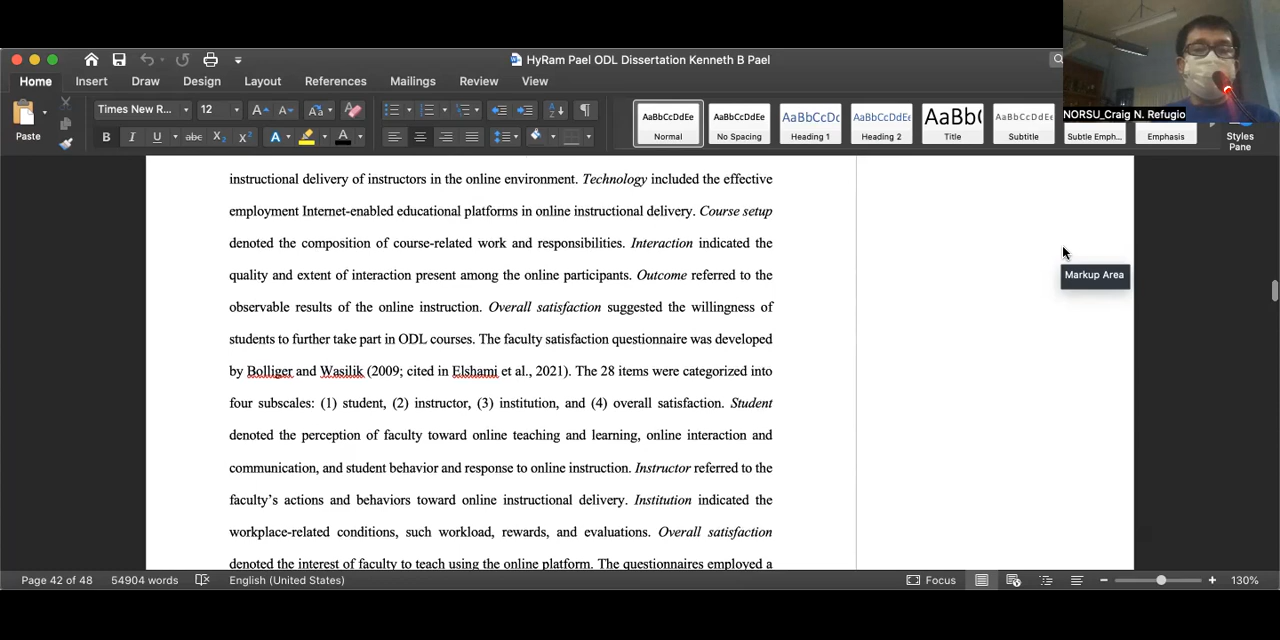 HyRam Pael ODL Dissertation Kenneth B Pael
Home Insert Draw Design Layout References Mailings Review View
NORSU_Craig N. Refugio
Paste
Times New R... 12
B I U abc X2 X2 A A
AaBbCcDdEe AaBbCcDdEe AaBbCcDc AaBbCcDdEe AaBb( AaBbCcDdEe
Normal No Spacing Heading 1 Heading 2 Title Subtitle Subtle Emph... Emphasis
Styles
Pane
instructional delivery of instructors in the online environment. Technology included the effective
employment Internet-enabled educational platforms in online instructional delivery. Course setup
denoted the composition of course-related work and responsibilities. Interaction indicated the
quality and extent of interaction present among the online participants. Outcome referred to the
observable results of the online instruction. Overall satisfaction suggested the willingness of
students to further take part in ODL courses. The faculty satisfaction questionnaire was developed
by Bolliger and Wasilik (2009; cited in Elshami et al., 2021). The 28 items were categorized into
four subscales: (1) student, (2) instructor, (3) institution, and (4) overall satisfaction. Student
denoted the perception of faculty toward online teaching and learning, online interaction and
communication, and student behavior and response to online instruction. Instructor referred to the
faculty's actions and behaviors toward online instructional delivery. Institution indicated the
workplace-related conditions, such workload, rewards, and evaluations. Overall satisfaction
denoted the interest of faculty to teach using the online platform. The questionnaires employed a
Markup Area
Page 42 of 48 54904 words English (United States) Focus 130%